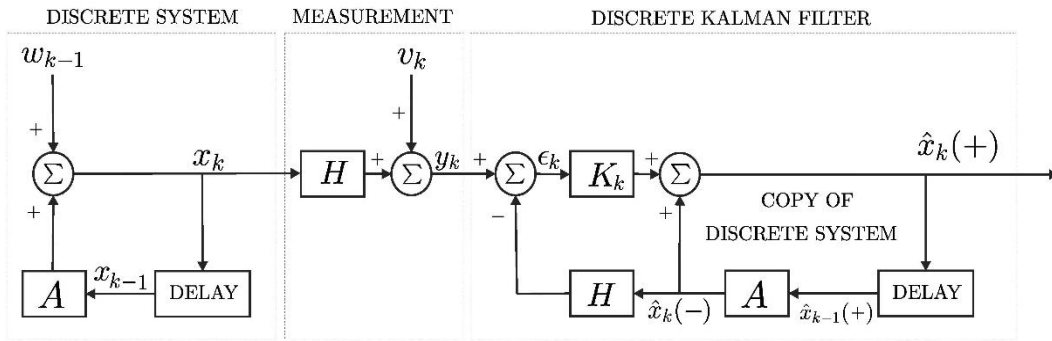 DISCRETE SYSTEM
MEASUREMENT
DISCRETE KALMAN FILTER
w_{k-1}
v_k
+
+
Σ
x_k
H
+
Σ
y_k
+
Σ
ϵ_k
K_k
+
Σ
x̂_k(+)
+
−
+
COPY OF
DISCRETE SYSTEM
A
x_{k-1}
DELAY
H
x̂_k(−)
A
x̂_{k-1}(+)
DELAY